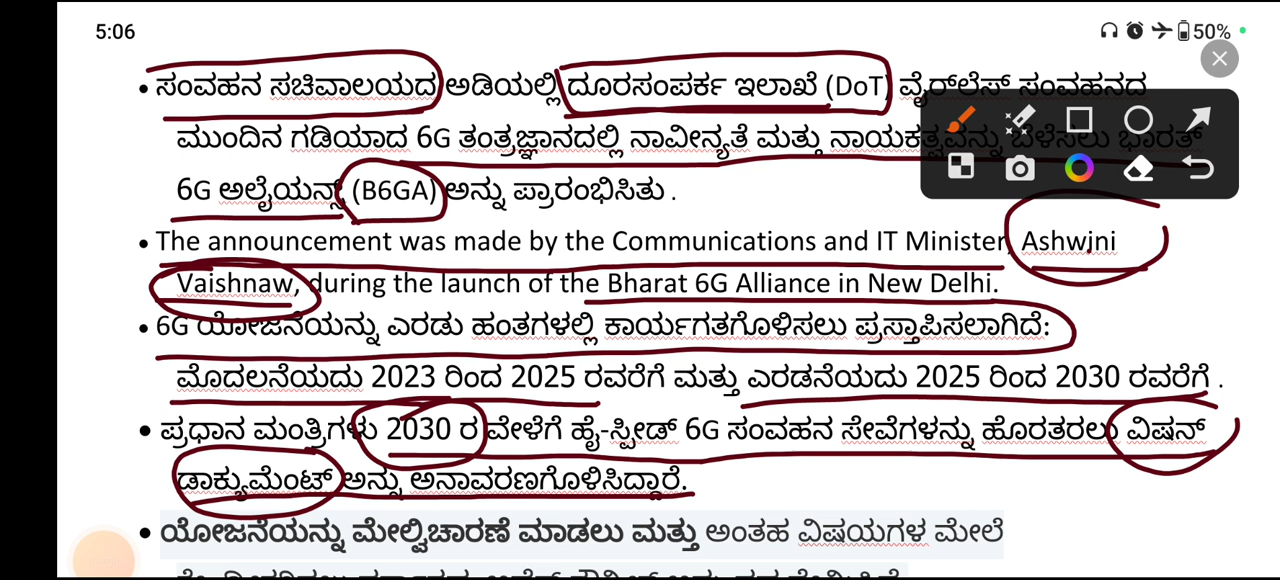 5:06 50%
• ಸಂವಹನ ಸಚಿವಾಲಯದ ಅಡಿಯಲ್ಲಿ ದೂರಸಂಪರ್ಕ ಇಲಾಖೆ (DoT) ವೈರ್‌ಲೆಸ್ ಸಂವಹನದ
ಮುಂದಿನ ಗಡಿಯಾದ 6G ತಂತ್ರಜ್ಞಾನದಲ್ಲಿ ನಾವೀನ್ಯತೆ ಮತ್ತು ನಾಯಕತ್ವವನ್ನು ಬೆಳೆಸಲು ಭಾರತ್
6G ಅಲೈಯನ್ಸ್ (B6GA) ಅನ್ನು ಪ್ರಾರಂಭಿಸಿತು .
• The announcement was made by the Communications and IT Minister, Ashwini
Vaishnaw, during the launch of the Bharat 6G Alliance in New Delhi.
• 6G ಯೋಜನೆಯನ್ನು ಎರಡು ಹಂತಗಳಲ್ಲಿ ಕಾರ್ಯಗತಗೊಳಿಸಲು ಪ್ರಸ್ತಾಪಿಸಲಾಗಿದೆ:
ಮೊದಲನೆಯದು 2023 ರಿಂದ 2025 ರವರೆಗೆ ಮತ್ತು ಎರಡನೆಯದು 2025 ರಿಂದ 2030 ರವರೆಗೆ .
• ಪ್ರಧಾನ ಮಂತ್ರಿಗಳು 2030 ರ ವೇಳೆಗೆ ಹೈ-ಸ್ಪೀಡ್ 6G ಸಂವಹನ ಸೇವೆಗಳನ್ನು ಹೊರತರಲು ವಿಷನ್
ಡಾಕ್ಯುಮೆಂಟ್ ಅನ್ನು ಅನಾವರಣಗೊಳಿಸಿದ್ದಾರೆ.
• ಯೋಜನೆಯನ್ನು ಮೇಲ್ವಿಚಾರಣೆ ಮಾಡಲು ಮತ್ತು ಅಂತಹ ವಿಷಯಗಳ ಮೇಲೆ